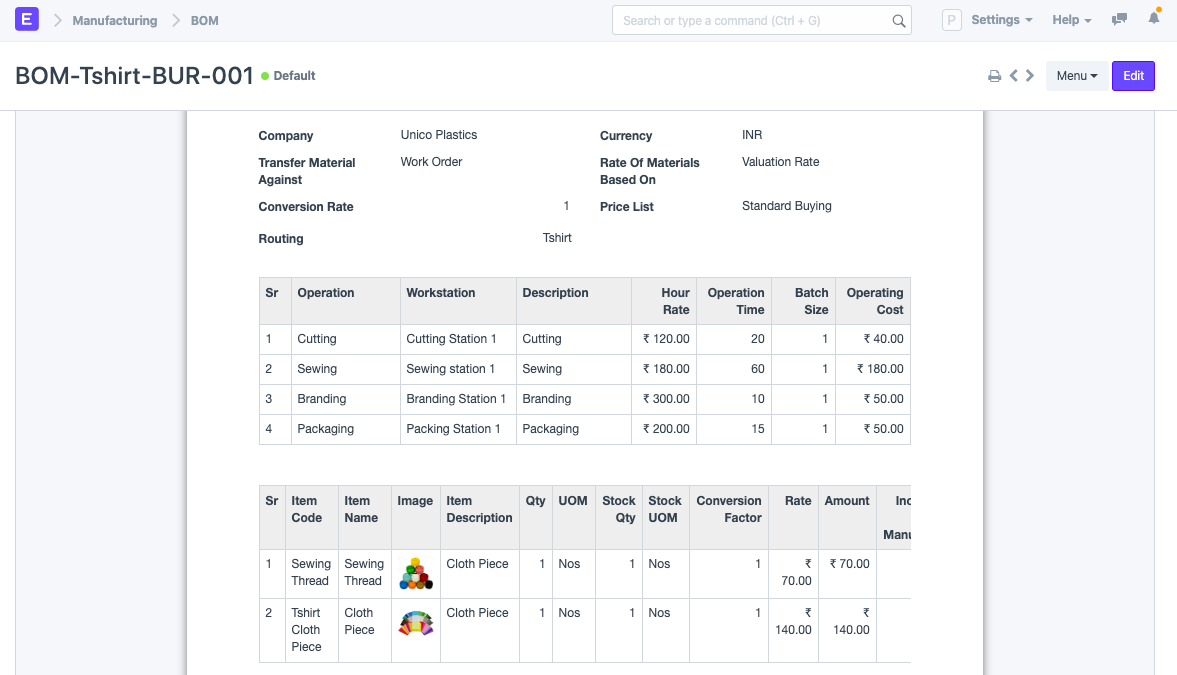 E Manufacturing BOM Search or type a command (Ctrl + G) P Settings Help
BOM-Tshirt-BUR-001 Default Menu Edit
Company Unico Plastics Currency INR
Transfer Material Against Work Order Rate Of Materials Based On Valuation Rate
Conversion Rate 1 Price List Standard Buying
Routing Tshirt
Sr Operation Workstation Description Hour Rate Operation Time Batch Size Operating Cost
1 Cutting Cutting Station 1 Cutting ₹ 120.00 20 1 ₹ 40.00
2 Sewing Sewing station 1 Sewing ₹ 180.00 60 1 ₹ 180.00
3 Branding Branding Station 1 Branding ₹ 300.00 10 1 ₹ 50.00
4 Packaging Packing Station 1 Packaging ₹ 200.00 15 1 ₹ 50.00
Sr Item Code Item Name Image Item Description Qty UOM Stock Qty Stock UOM Conversion Factor Rate Amount
1 Sewing Thread Sewing Thread Cloth Piece 1 Nos 1 Nos 1 ₹ 70.00 ₹ 70.00
2 Tshirt Cloth Piece Cloth Piece Cloth Piece 1 Nos 1 Nos 1 ₹ 140.00 ₹ 140.00